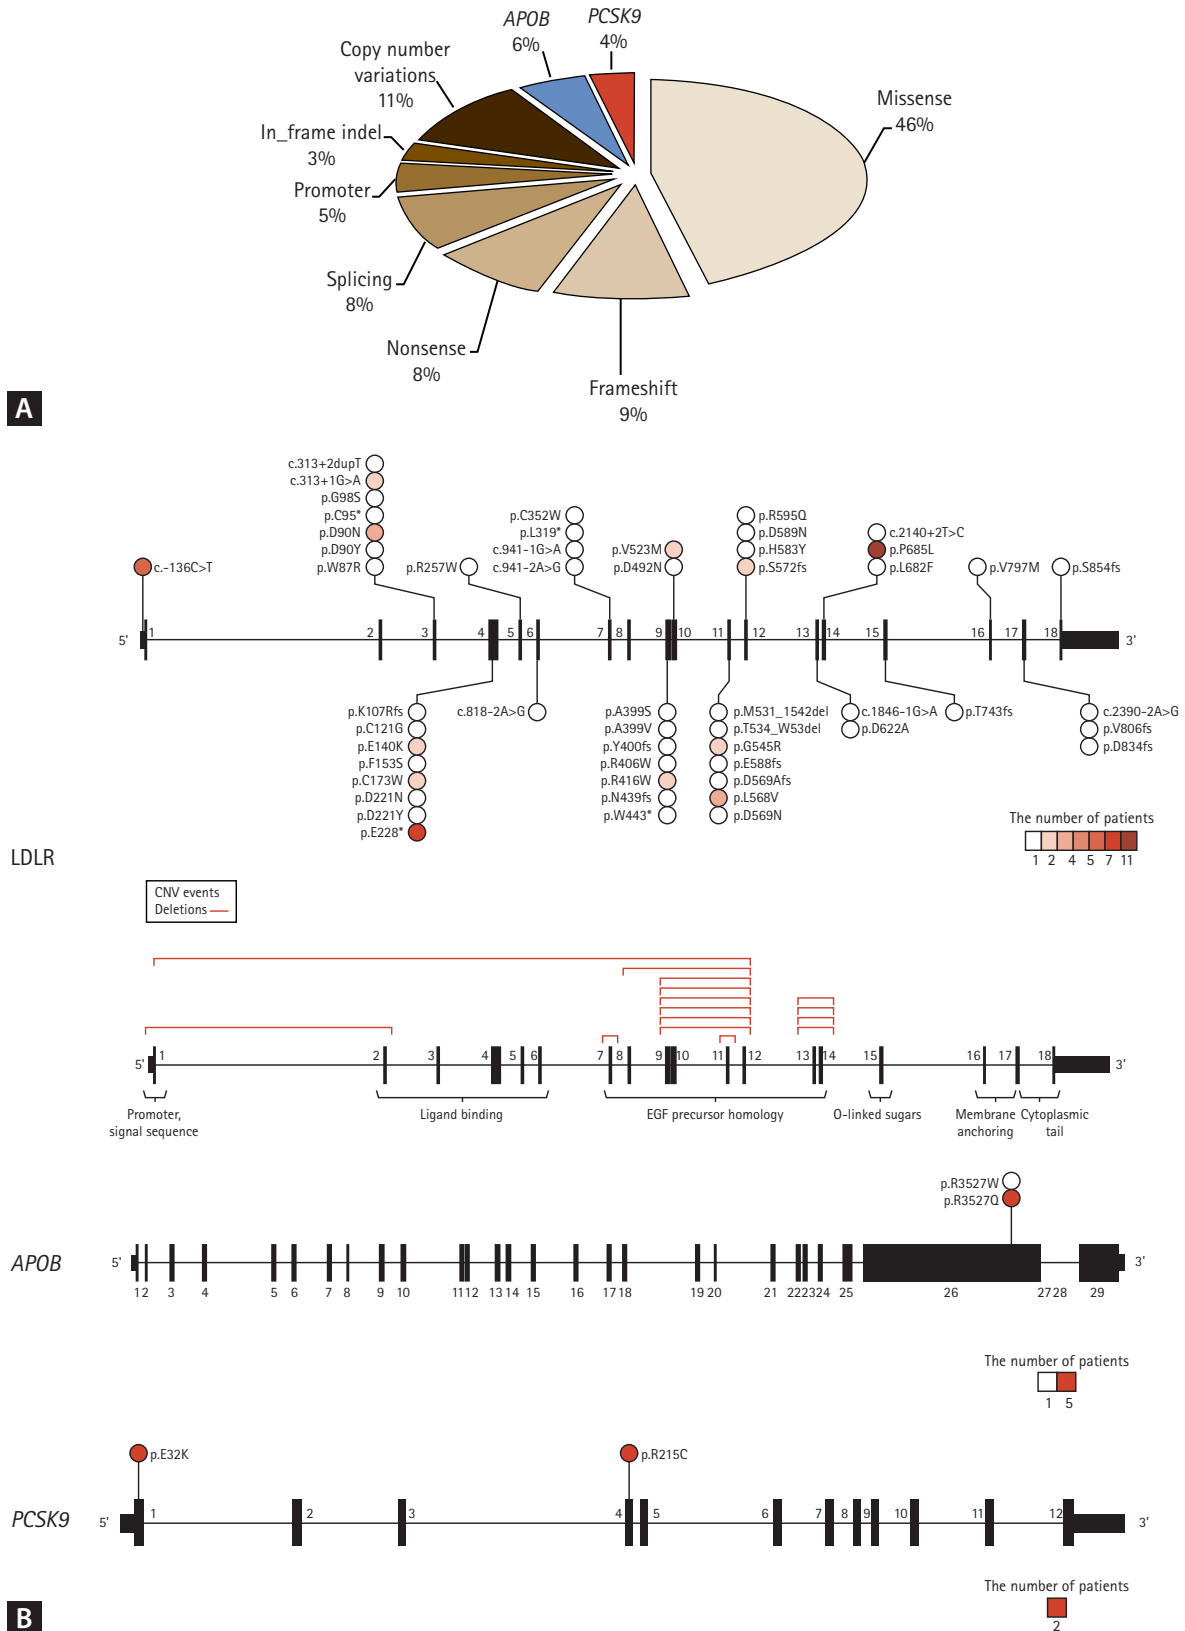 APOB
6%
PCSK9
4%
Copy number
variations
11%
Missense
46%
In_frame indel
3%
Promoter
5%
Splicing
8%
Nonsense
8%
Frameshift
9%
A
c.313+2dupT
c.313+1G>A
p.G98S
p.C95*
p.D90N
p.D90Y
p.W87R
c.-136C>T
p.R257W
p.C352W
p.L319*
c.941-1G>A
c.941-2A>G
p.V523M
p.D492N
p.R595Q
p.D589N
p.H583Y
p.S572fs
c.2140+2T>C
p.P685L
p.L682F
p.V797M
p.S854fs
5' 1 2 3 4 5 6 7 8 9 10 11 12 13 14 15 16 17 18 3'
p.K107Rfs
p.C121G
p.E140K
p.F153S
p.C173W
p.D221N
p.D221Y
p.E228*
c.818-2A>G
p.A399S
p.A399V
p.Y400fs
p.R406W
p.R416W
p.N439fs
p.W443*
p.M531_1542del
p.T534_W53del
p.G545R
p.E588fs
p.D569Afs
p.L568V
p.D569N
c.1846-1G>A
p.D622A
p.T743fs
c.2390-2A>G
p.V806fs
p.D834fs
The number of patients
1 2 4 5 7 11
LDLR
CNV events
Deletions
5' 1 2 3 4 5 6 7 8 9 10 11 12 13 14 15 16 17 18 3'
Promoter,
signal sequence
Ligand binding
EGF precursor homology
O-linked sugars
Membrane
anchoring
Cytoplasmic
tail
p.R3527W
p.R3527Q
APOB
5' 3'
1 2 3 4 5 6 7 8 9 10 11 12 13 14 15 16 17 18 19 20 21 22 23 24 25 26 27 28 29
The number of patients
1 5
p.E32K
p.R215C
PCSK9
5' 1 2 3 4 5 6 7 8 9 10 11 12 3'
The number of patients
2
B